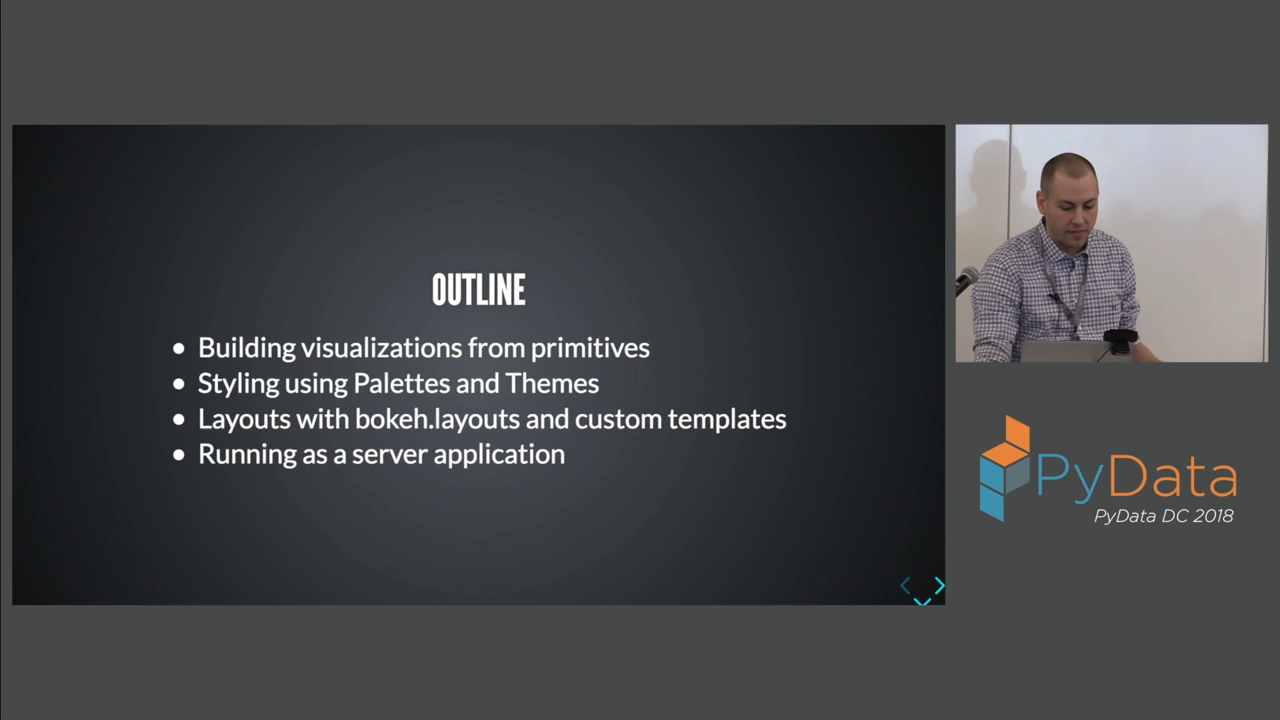 OUTLINE
Building visualizations from primitives
Styling using Palettes and Themes
Layouts with bokeh.layouts and custom templates
Running as a server application
PyData
PyData DC 2018